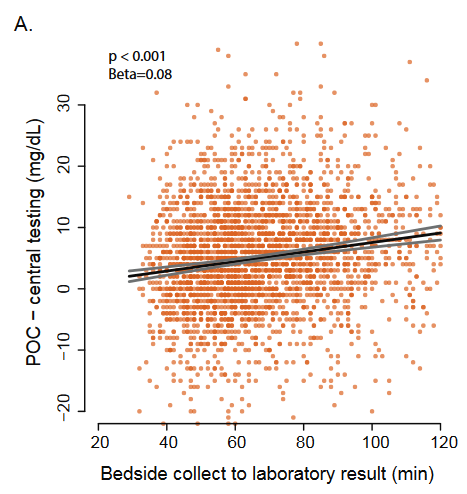 A.
p < 0.001
Beta=0.08
POC − central testing (mg/dL)
30
20
10
0
−10
−20
20 40 60 80 100 120
Bedside collect to laboratory result (min)